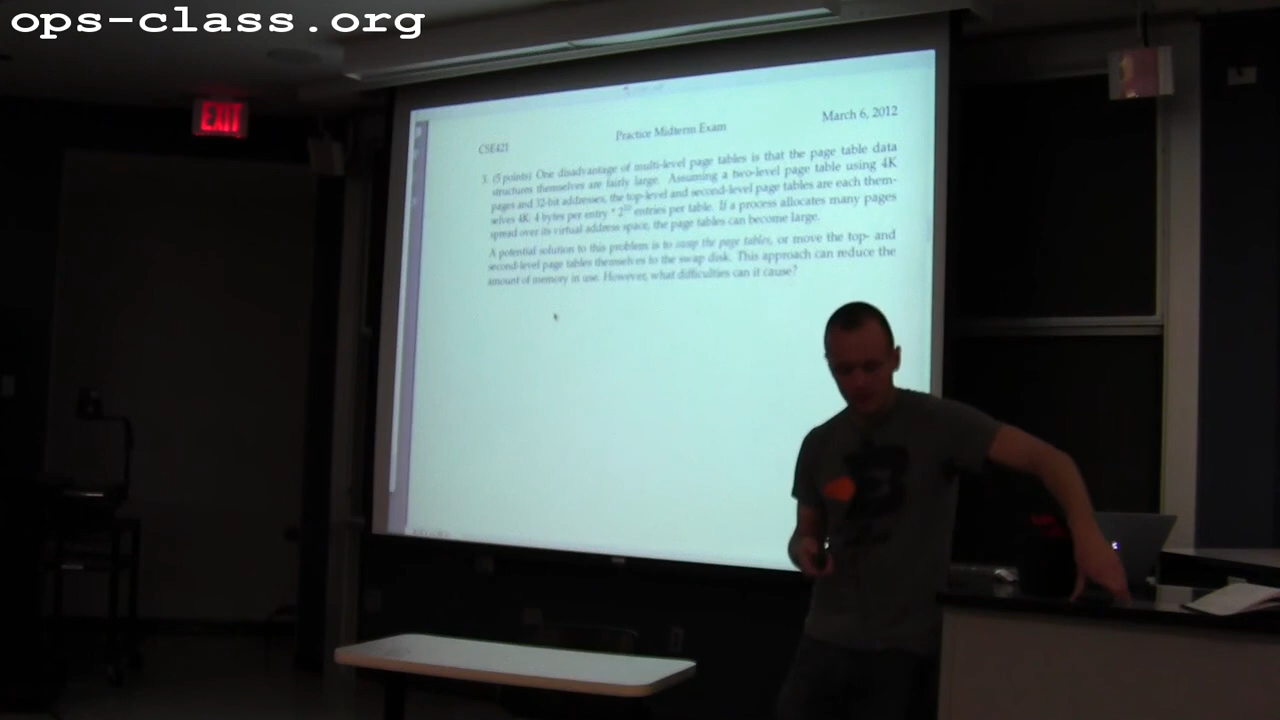 ops-class.org
EXIT
CSE421 Practice Midterm Exam March 6, 2012
3. (5 points) One disadvantage of multi-level page tables is that the page table data
structures themselves are fairly large. Assuming a two-level page table using 4K
pages and 32-bit addresses, the top-level and second-level page tables are each them-
selves 4K: 4 bytes per entry * 2^10 entries per table. If a process allocates many pages
spread over its virtual address space, the page tables can become large.
A potential solution to this problem is to swap the page tables, or move the top- and
second-level page tables themselves to the swap disk. This approach can reduce the
amount of memory in use. However, what difficulties can it cause?